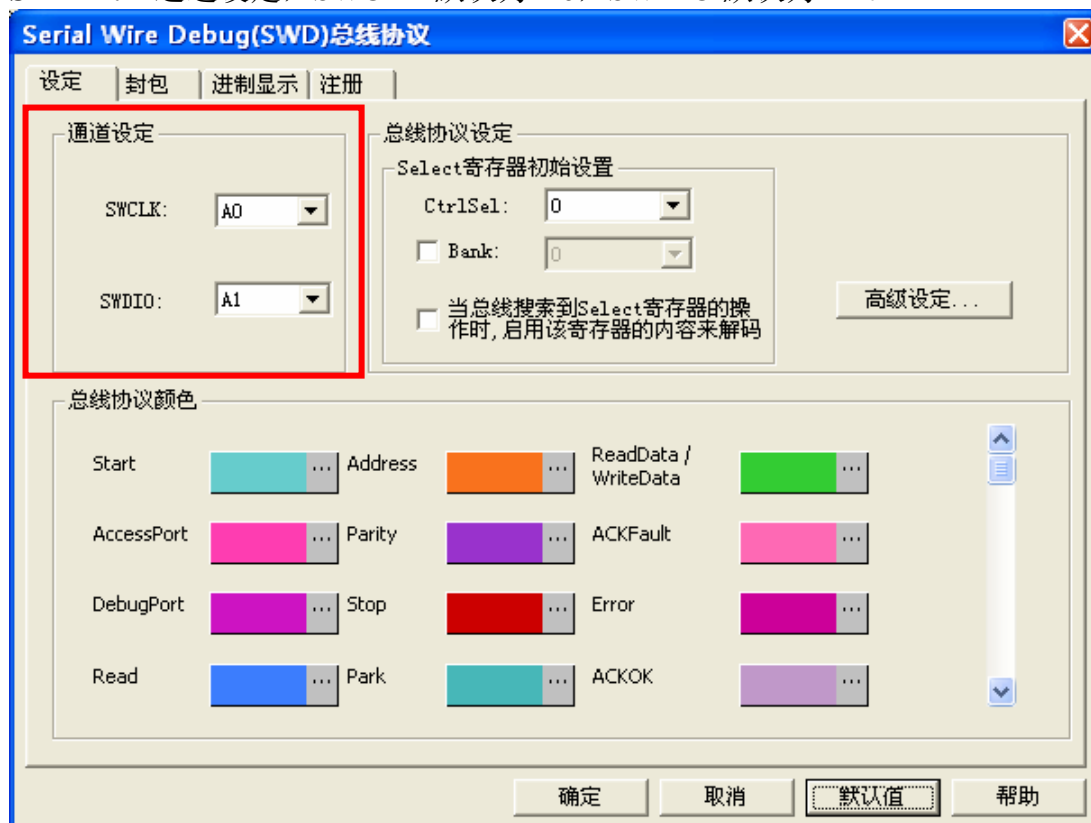 Serial Wire Debug(SWD)总线协议
设定 封包 进制显示 注册
通道设定
SWCLK: A0
SWDIO: A1
总线协议设定
Select寄存器初始设置
CtrlSel: 0
Bank: 0
当总线搜索到Select寄存器的操
作时,启用该寄存器的内容来解码
高级设定...
总线协议颜色
Start ... Address ... ReadData /
WriteData ...
AccessPort ... Parity ... ACKFault ...
DebugPort ... Stop ... Error ...
Read ... Park ... ACKOK ...
确定 取消 默认值 帮助